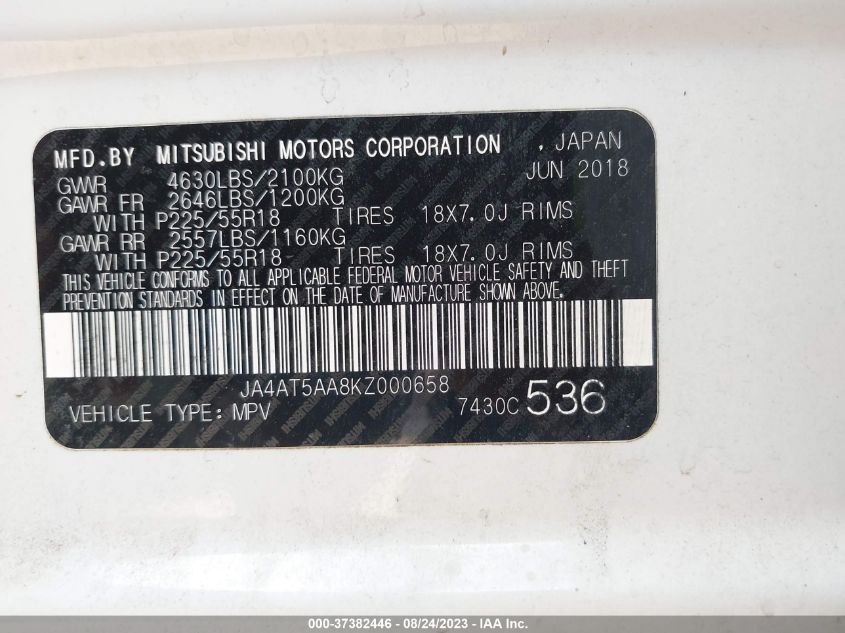 MFD.BY MITSUBISHI MOTORS CORPORATION , JAPAN
GWWR 4630LBS/2100KG JUN 2018
GAWR FR 2646LBS/1200KG
WITH P225/55R18 TIRES 18X7.0J RIMS
GAWR RR 2557LBS/1160KG
WITH P225/55R18 TIRES 18X7.0J RIMS
THIS VEHICLE CONFORMS TO ALL APPLICABLE FEDERAL MOTOR VEHICLE SAFETY AND THEFT
PREVENTION STANDARDS IN EFFECT ON THE DATE OF MANUFACTURE SHOWN ABOVE.
JA4AT5AA8KZ000658
VEHICLE TYPE: MPV 7430C 536
000-37382446 - 08/24/2023 - IAA Inc.